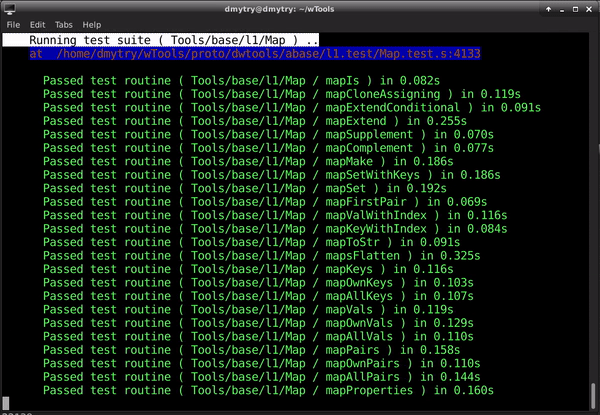 dmytry@dmytry: ~/wTools
File Edit Tabs Help
Running test suite ( Tools/base/l1/Map ) ..
at /home/dmytry/wTools/proto/dwtools/abase/l1.test/Map.test.s:4133
Passed test routine ( Tools/base/l1/Map / mapIs ) in 0.082s
Passed test routine ( Tools/base/l1/Map / mapCloneAssigning ) in 0.119s
Passed test routine ( Tools/base/l1/Map / mapExtendConditional ) in 0.091s
Passed test routine ( Tools/base/l1/Map / mapExtend ) in 0.255s
Passed test routine ( Tools/base/l1/Map / mapSupplement ) in 0.070s
Passed test routine ( Tools/base/l1/Map / mapComplement ) in 0.077s
Passed test routine ( Tools/base/l1/Map / mapMake ) in 0.186s
Passed test routine ( Tools/base/l1/Map / mapSetWithKeys ) in 0.186s
Passed test routine ( Tools/base/l1/Map / mapSet ) in 0.192s
Passed test routine ( Tools/base/l1/Map / mapFirstPair ) in 0.069s
Passed test routine ( Tools/base/l1/Map / mapValWithIndex ) in 0.116s
Passed test routine ( Tools/base/l1/Map / mapKeyWithIndex ) in 0.084s
Passed test routine ( Tools/base/l1/Map / mapToStr ) in 0.091s
Passed test routine ( Tools/base/l1/Map / mapsFlatten ) in 0.325s
Passed test routine ( Tools/base/l1/Map / mapKeys ) in 0.116s
Passed test routine ( Tools/base/l1/Map / mapOwnKeys ) in 0.103s
Passed test routine ( Tools/base/l1/Map / mapAllKeys ) in 0.107s
Passed test routine ( Tools/base/l1/Map / mapVals ) in 0.119s
Passed test routine ( Tools/base/l1/Map / mapOwnVals ) in 0.129s
Passed test routine ( Tools/base/l1/Map / mapAllVals ) in 0.110s
Passed test routine ( Tools/base/l1/Map / mapPairs ) in 0.158s
Passed test routine ( Tools/base/l1/Map / mapOwnPairs ) in 0.110s
Passed test routine ( Tools/base/l1/Map / mapAllPairs ) in 0.144s
Passed test routine ( Tools/base/l1/Map / mapProperties ) in 0.160s